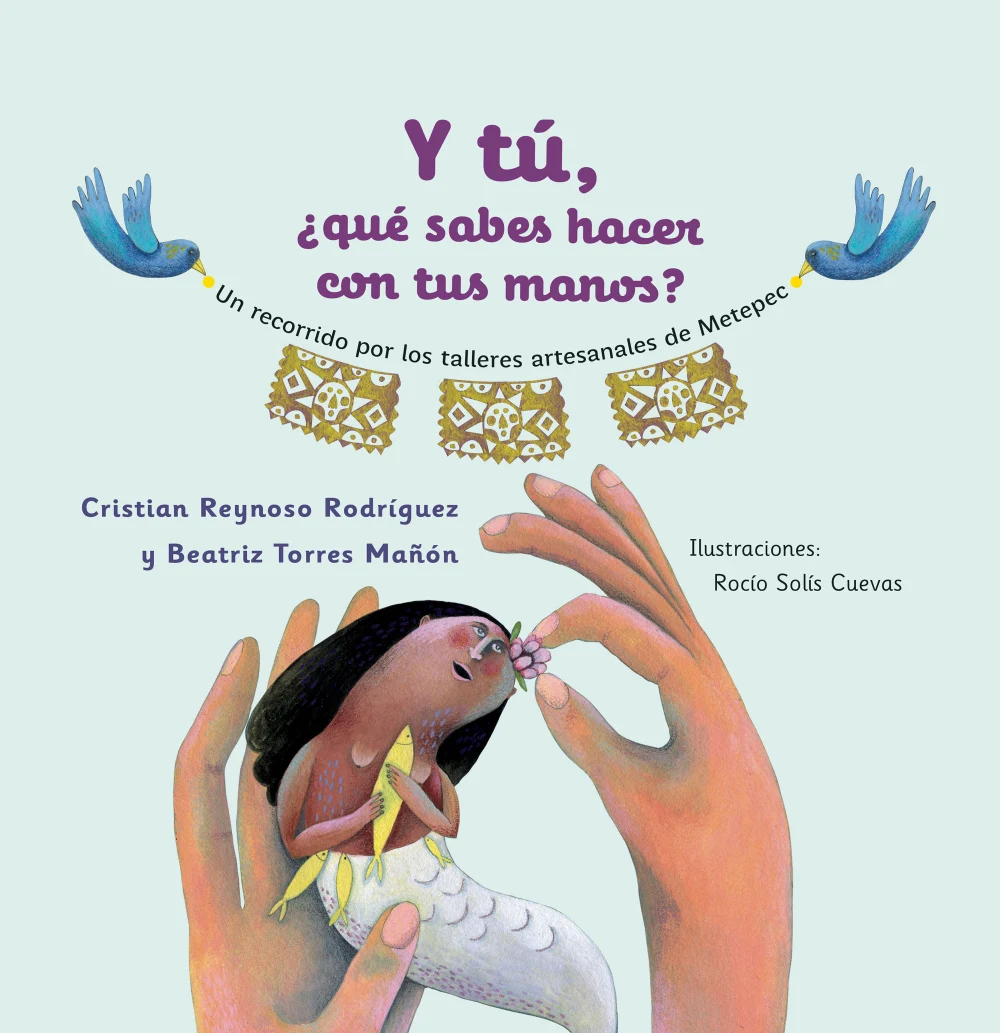 Y tú,
¿qué sabes hacer
con tus manos?
Un recorrido por los talleres artesanales de Metepec
Cristian Reynoso Rodríguez
y Beatriz Torres Mañón
Ilustraciones:
Rocío Solís Cuevas